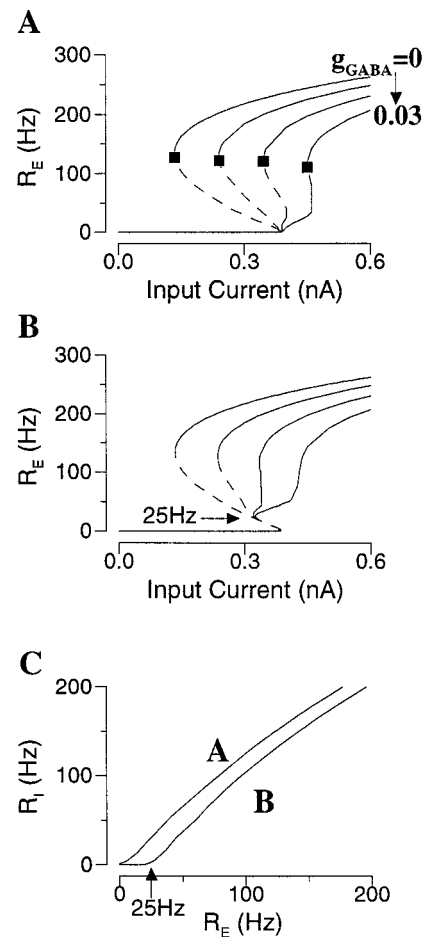 A
g_GABA=0
0.03
300
200
100
0
R_E (Hz)
0.0 0.3 0.6
Input Current (nA)
B
300
200
100
0
R_E (Hz)
25Hz
0.0 0.3 0.6
Input Current (nA)
C
200
100
0
R_I (Hz)
A
B
0 100 200
25Hz
R_E (Hz)